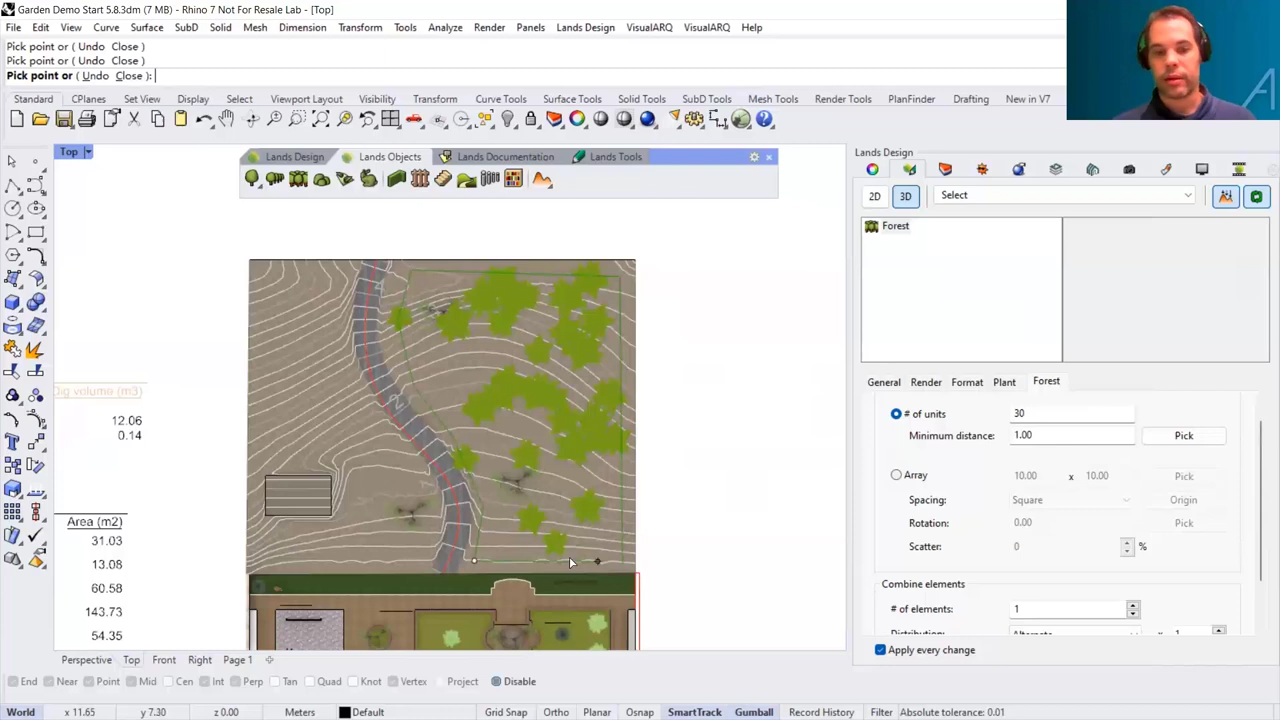 Garden Demo Start 5.8.3dm (7 MB) - Rhino 7 Not For Resale Lab - [Top]
File Edit View Curve Surface SubD Solid Mesh Dimension Transform Tools Analyze Render Panels Lands Design VisualARQ VisualARQ Help
Pick point or ( Undo Close )
Pick point or ( Undo Close )
Pick point or ( Undo Close ):
Standard CPlanes Set View Display Select Viewport Layout Visibility Transform Curve Tools Surface Tools Solid Tools SubD Tools Mesh Tools Render Tools PlanFinder Drafting New in V7
Top
Lands Design Lands Objects Lands Documentation Lands Tools
Lands Design
2D 3D Select
Forest
General Render Format Plant Forest
# of units 30
Minimum distance: 1.00 Pick
Array 10.00 x 10.00 Pick
Spacing: Square Origin
Rotation: 0.00 Pick
Scatter: 0 %
Combine elements
# of elements: 1
Distribution: Alternate x 1
Apply every change
Dig volume (m3)
12.06
0.14
Area (m2)
31.03
13.08
60.58
143.73
54.35
Perspective Top Front Right Page 1
End Near Point Mid Cen Int Perp Tan Quad Knot Vertex Project Disable
World x 11.65 y 7.30 z 0.00 Meters Default Grid Snap Ortho Planar Osnap SmartTrack Gumball Record History Filter Absolute tolerance: 0.01